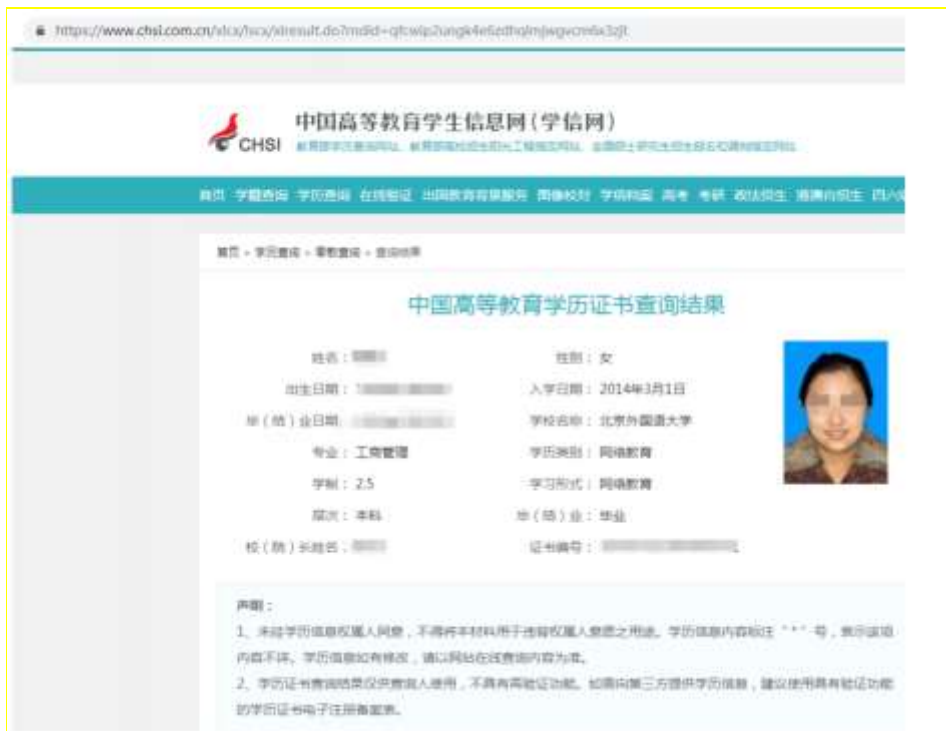 https://www.chsi.com.cn/xlcx/lscx/xlresult.do?mdid=
中国高等教育学生信息网(学信网)
CHSI
首页 学籍查询 学历查询 在线验证 出国教育背景服务 图像校对 学信档案 高考 考研 政法招生 港澳台招生
首页 > 学历查询 > 零散查询 > 查询结果
中国高等教育学历证书查询结果
姓名: 性别: 女
出生日期: 入学日期: 2014年3月1日
毕(结)业日期: 学校名称: 北京外国语大学
专业: 工商管理 学历类别: 网络教育
学制: 2.5 学习形式: 网络教育
层次: 本科 毕(结)业: 毕业
校(院)长姓名: 证书编号:
声明:
1、未经学历信息权属人同意,不得将本材料用于违背权属人意愿之用途。学历信息内容标注“*”号,表示该项
内容不详。学历信息如有修改,请以网站在线查询内容为准。
2、学历证书查询结果仅供查询人使用,不具有再验证功能。如需向第三方提供学历信息,建议使用具有验证功能
的学历证书电子注册备案表。